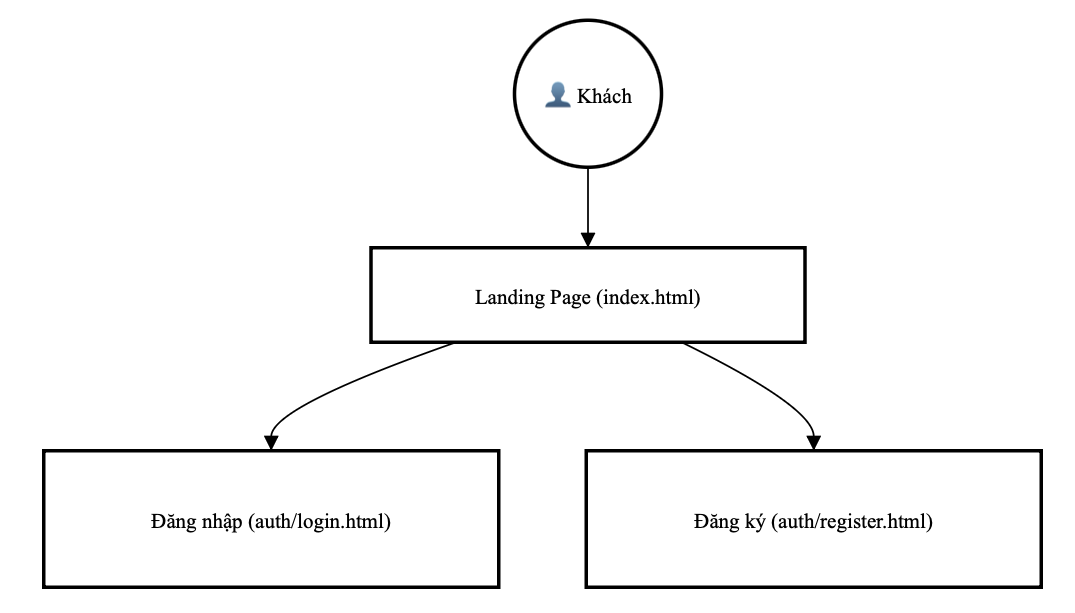 Khách
Landing Page (index.html)
Đăng nhập (auth/login.html)
Đăng ký (auth/register.html)